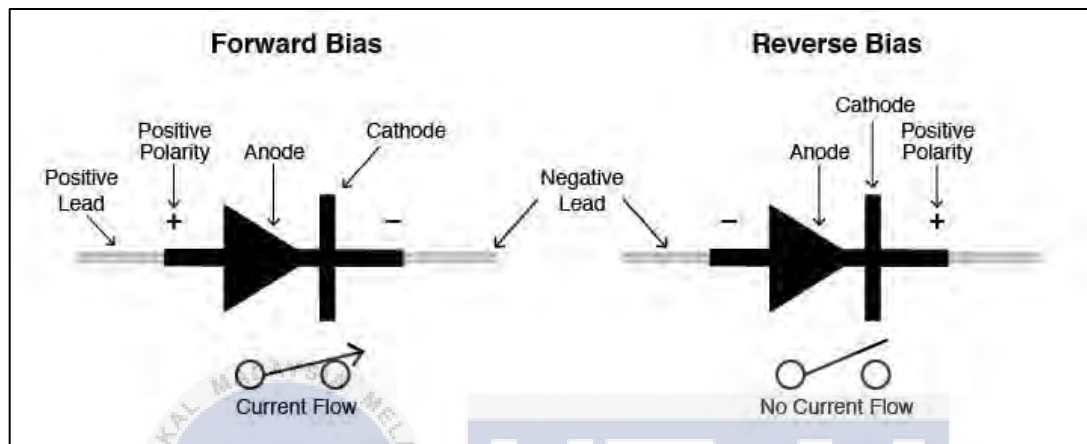 Forward Bias
Positive
Polarity
Anode
Cathode
Positive
Lead
+
–
Current Flow
Negative
Lead
Reverse Bias
Cathode
Anode
Positive
Polarity
–
+
No Current Flow